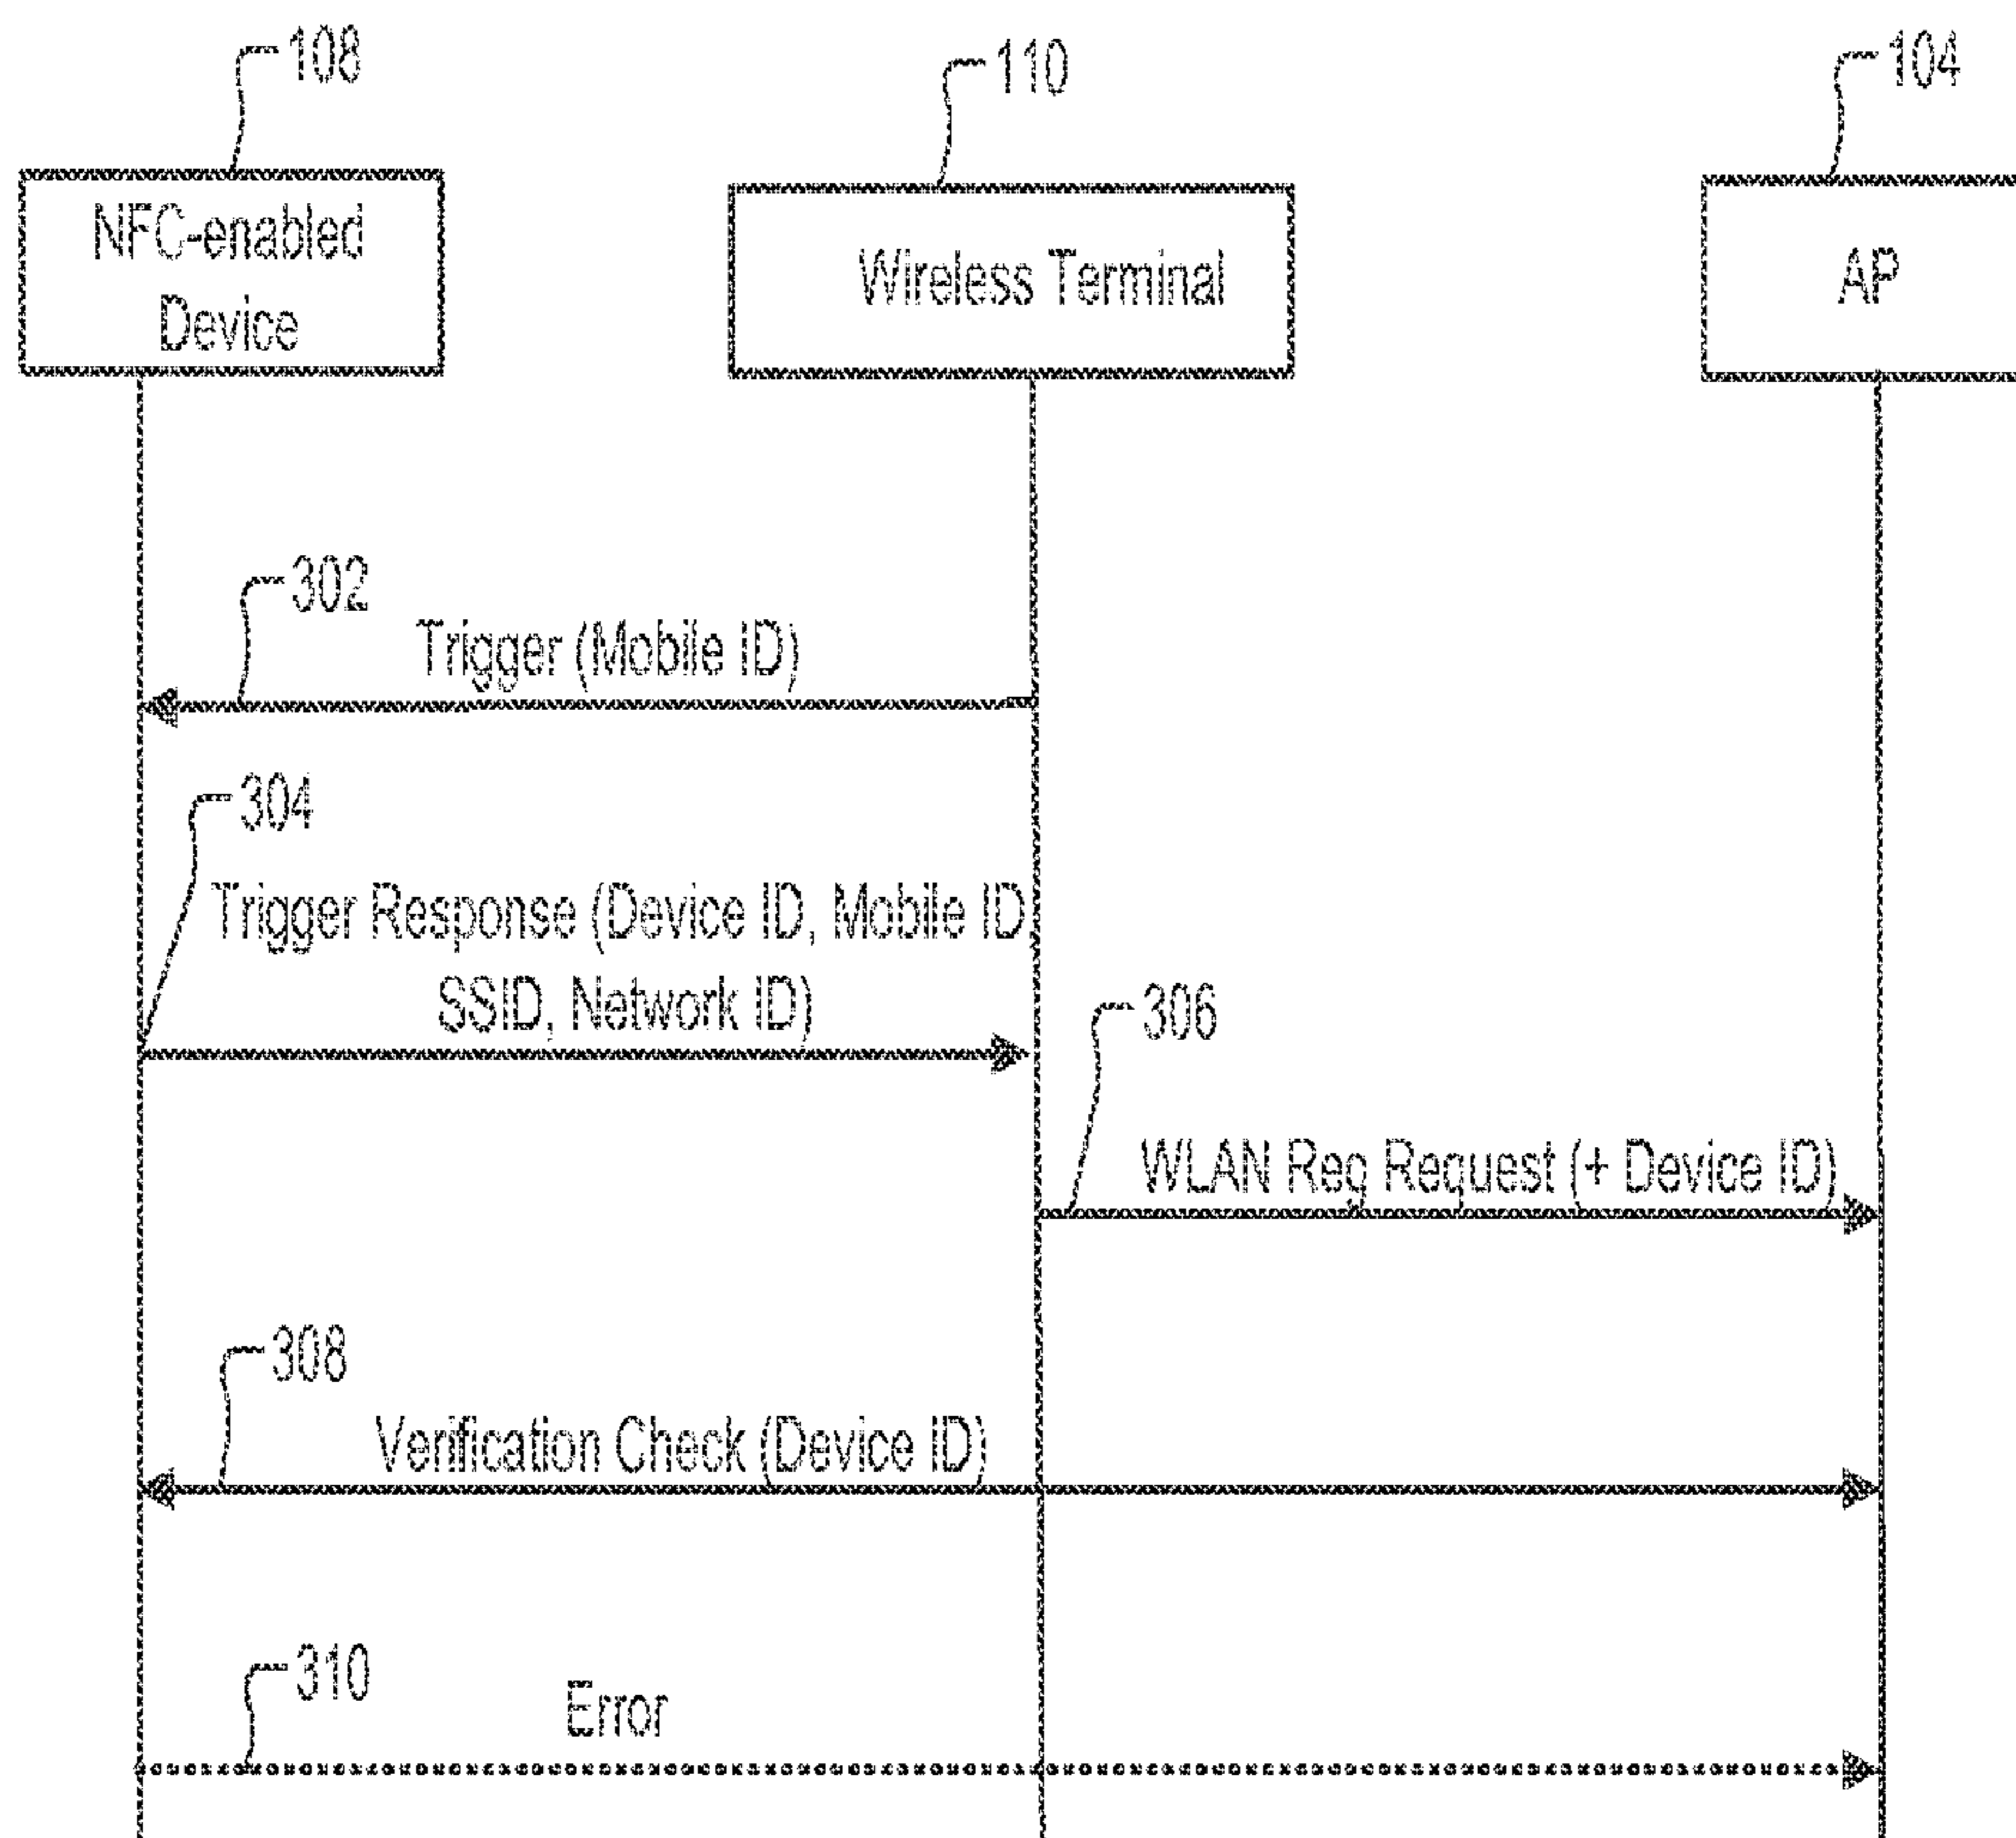 108
110
104
NFC-enabled
Device
Wireless Terminal
AP
302
Trigger (Mobile ID)
304
Trigger Response (Device ID, Mobile ID
SSID, Network ID)
306
WLAN Reg Request (+ Device ID)
308
Verification Check (Device ID)
310
Error